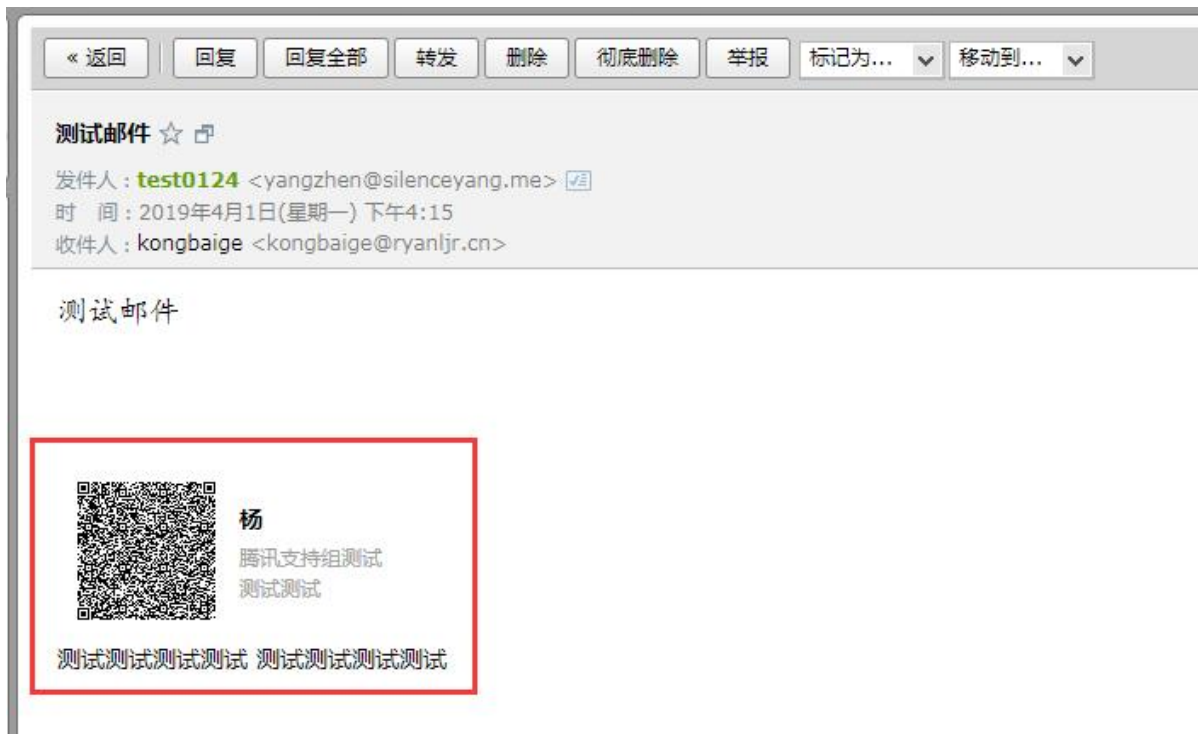 « 返回 回复 回复全部 转发 删除 彻底删除 举报 标记为... 移动到...
测试邮件
发件人：test0124 <yangzhen@silenceyang.me>
时 间：2019年4月1日(星期一) 下午4:15
收件人：kongbaige <kongbaige@ryanljr.cn>
测试邮件
杨
腾讯支持组测试
测试测试
测试测试测试测试 测试测试测试测试